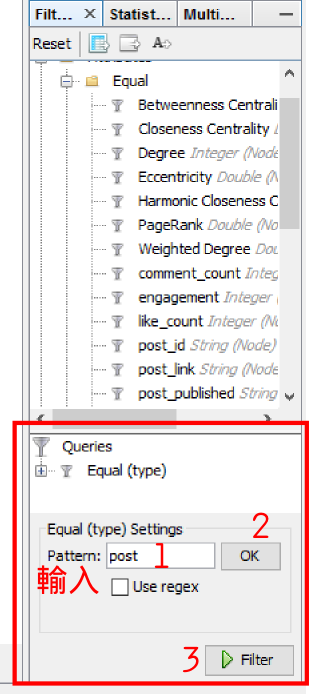 Filt... × Statist... Multi...
Reset
Equal
Betweenness Centrali
Closeness Centrality
Degree Integer (Node
Eccentricity Double (N
Harmonic Closeness C
PageRank Double (No
Weighted Degree Dou
comment_count Integ
engagement Integer
like_count Integer (No
post_id String (Node)
post_link String (Node
post_published String
Queries
Equal (type)
Equal (type) Settings
2
Pattern: post 1 OK
輸入 Use regex
3 Filter